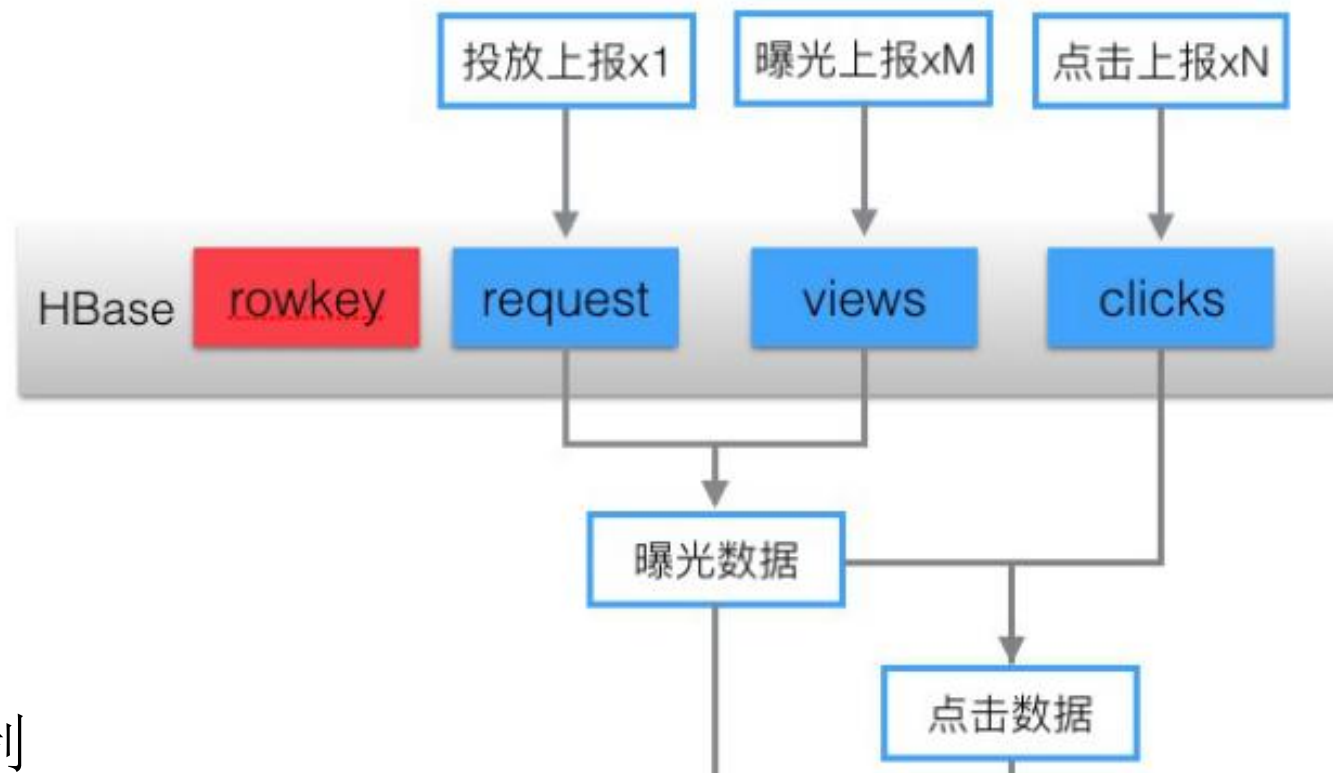 投放上报x1
曝光上报xM
点击上报xN
HBase
rowkey
request
views
clicks
曝光数据
点击数据